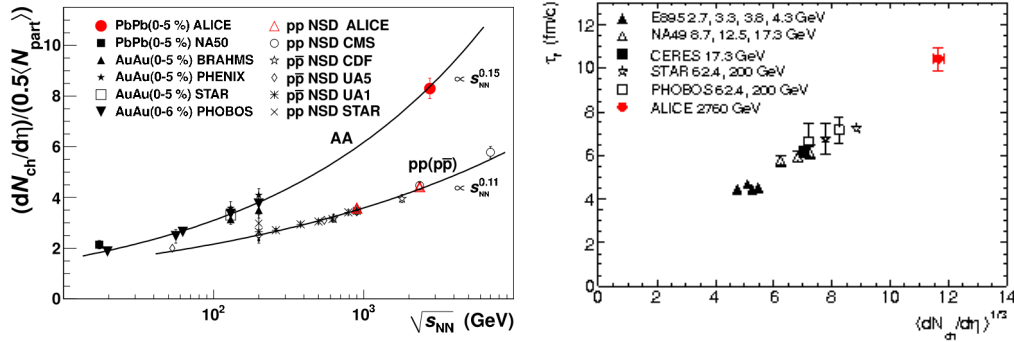 (dN_ch/dη)/(0.5⟨N_part⟩)
10
8
6
4
2
0
PbPb(0-5 %) ALICE
PbPb(0-5 %) NA50
AuAu(0-5 %) BRAHMS
AuAu(0-5 %) PHENIX
AuAu(0-5 %) STAR
AuAu(0-6 %) PHOBOS
pp NSD ALICE
pp NSD CMS
pp̅ NSD CDF
pp̅ NSD UA5
pp̅ NSD UA1
pp NSD STAR
∝ s_NN^0.15
AA
pp(pp̅)
∝ s_NN^0.11
10² 10³
√s_NN (GeV)
τ_f (fm/c)
12
10
8
6
4
2
0
E895 2.7, 3.3, 3.8, 4.3 GeV
NA49 8.7, 12.5, 17.3 GeV
CERES 17.3 GeV
STAR 62.4, 200 GeV
PHOBOS 62.4, 200 GeV
ALICE 2760 GeV
0 2 4 6 8 10 12 14
⟨dN_ch/dη⟩^1/3